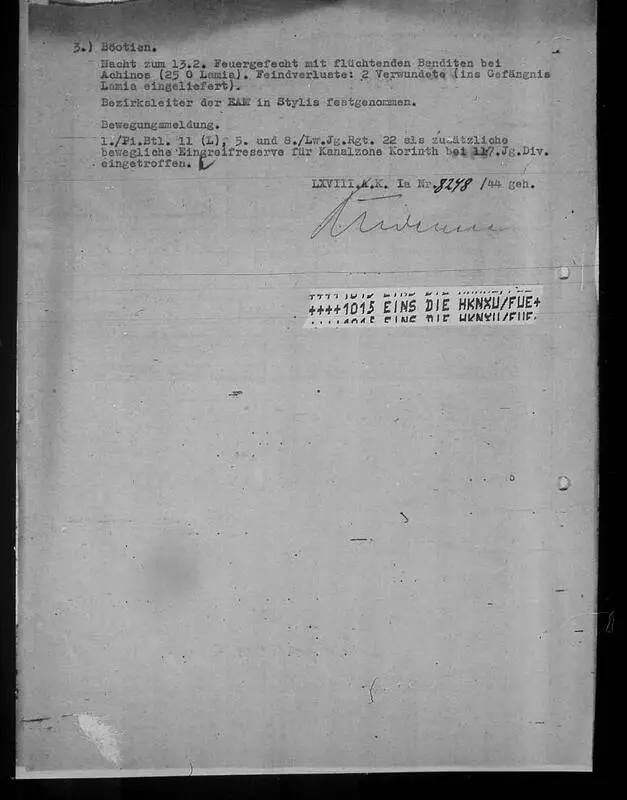 3.) Böotien.
Nacht zum 13.2. Feuergefecht mit flüchtenden Banditen bei
Achinos (25 O Lamia). Feindverluste: 2 Verwundete (ins Gefängnis
Lamia eingeliefert).
Bezirksleiter der EAM in Stylis festgenommen.
Bewegungsmeldung.
1./Pi.Btl. 11 (L), 5. und 8./Lw.Jg.Rgt. 22 als zusätzliche
bewegliche Eingreifreserve für Kanalzone Korinth bei 117.Jg.Div.
eingetroffen.
LXVIII.A.K. Ia Nr. 8248 /44 geh.
++++1015 EINS DIE HKNXU/FUE+